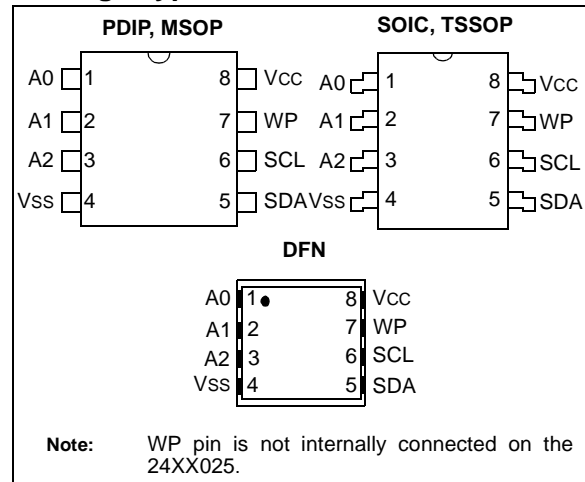 PDIP, MSOP
A0 1 8 VCC
A1 2 7 WP
A2 3 6 SCL
VSS 4 5 SDA
SOIC, TSSOP
A0 1 8 VCC
A1 2 7 WP
A2 3 6 SCL
VSS 4 5 SDA
DFN
A0 1 8 VCC
A1 2 7 WP
A2 3 6 SCL
VSS 4 5 SDA
Note: WP pin is not internally connected on the
24XX025.